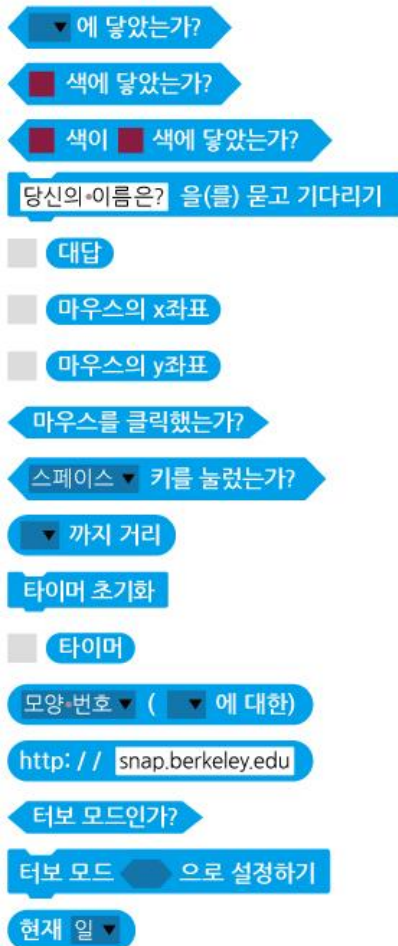 에 닿았는가?
색에 닿았는가?
색이 색에 닿았는가?
당신의 이름은? 을(를) 묻고 기다리기
대답
마우스의 x좌표
마우스의 y좌표
마우스를 클릭했는가?
스페이스 키를 눌렀는가?
까지 거리
타이머 초기화
타이머
모양 번호 ( 에 대한)
http: // snap.berkeley.edu
터보 모드인가?
터보 모드 으로 설정하기
현재 일